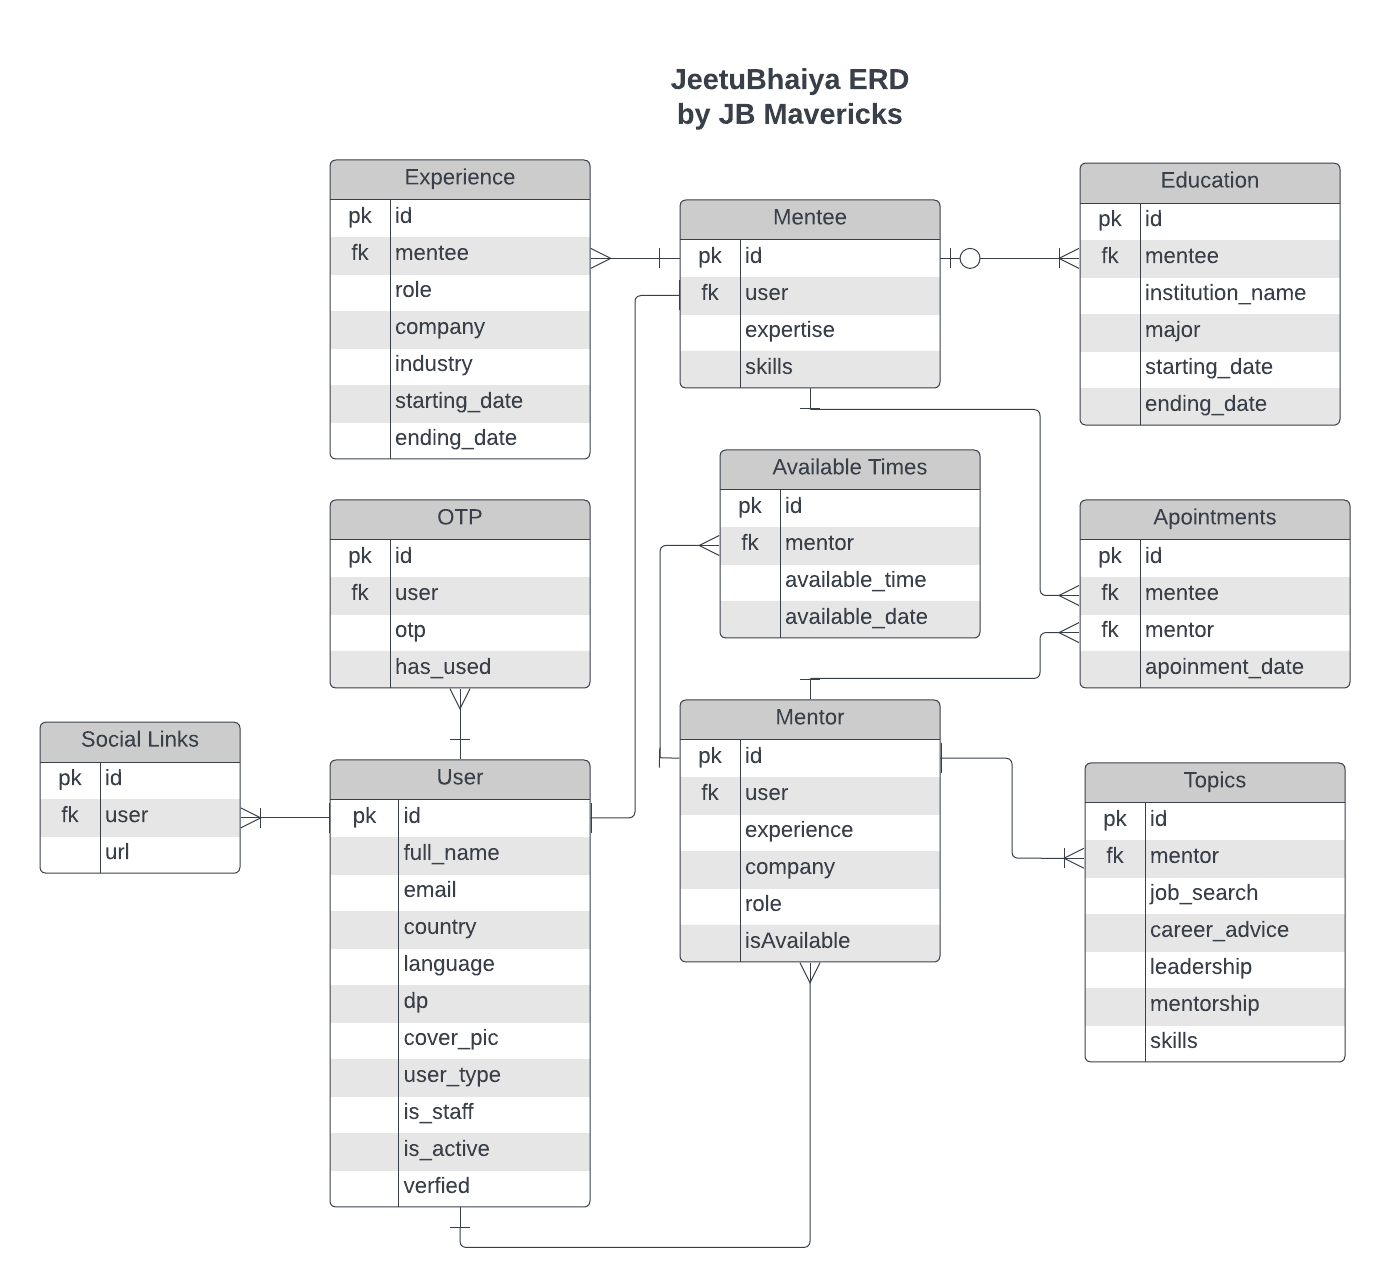 JeetuBhaiya ERD
by JB Mavericks
Experience
pk id
fk mentee
role
company
industry
starting_date
ending_date
Mentee
pk id
fk user
expertise
skills
Education
pk id
fk mentee
institution_name
major
starting_date
ending_date
OTP
pk id
fk user
otp
has_used
Available Times
pk id
fk mentor
available_time
available_date
Apointments
pk id
fk mentee
fk mentor
apoinment_date
Social Links
pk id
fk user
url
User
pk id
full_name
email
country
language
dp
cover_pic
user_type
is_staff
is_active
verfied
Mentor
pk id
fk user
experience
company
role
isAvailable
Topics
pk id
fk mentor
job_search
career_advice
leadership
mentorship
skills